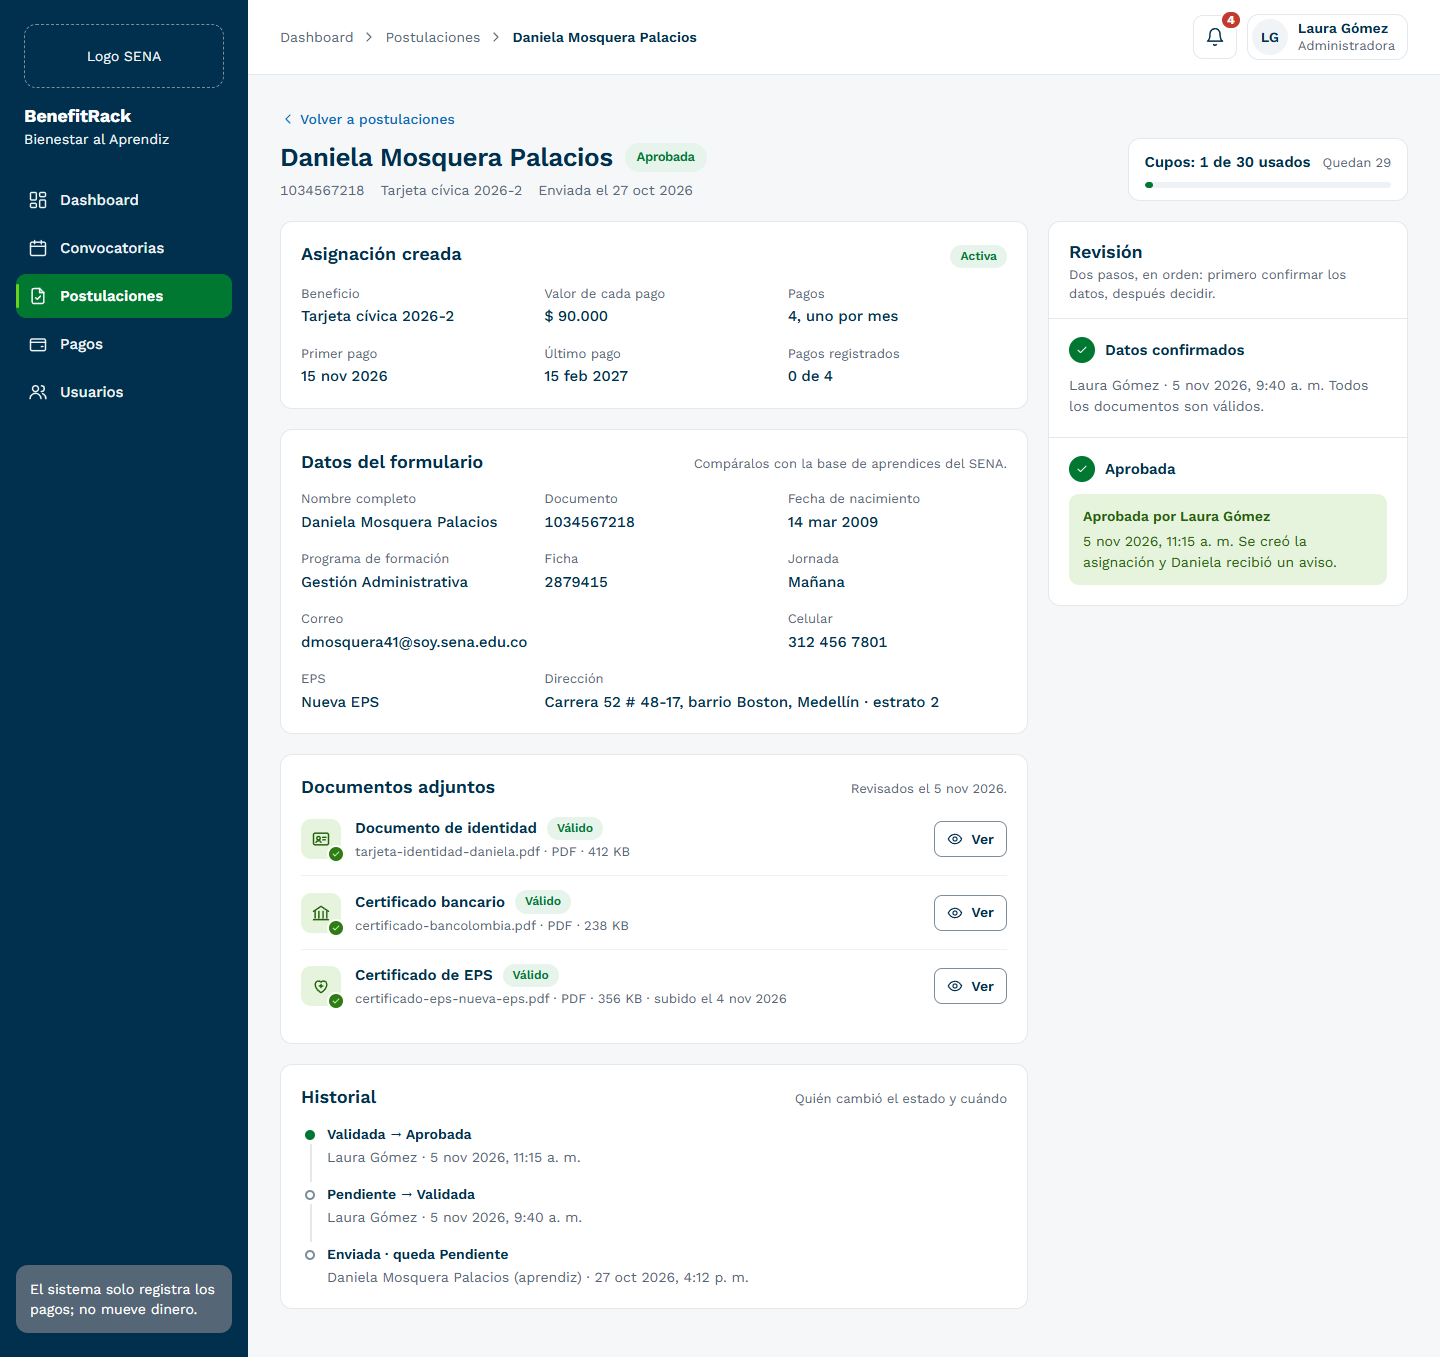 Logo SENA
BenefitRack
Bienestar al Aprendiz
Dashboard
Convocatorias
Postulaciones
Pagos
Usuarios
El sistema solo registra los
pagos; no mueve dinero.
Dashboard > Postulaciones > Daniela Mosquera Palacios
4
LG
Laura Gómez
Administradora
Volver a postulaciones
Daniela Mosquera Palacios Aprobada
1034567218 Tarjeta cívica 2026-2 Enviada el 27 oct 2026
Cupos: 1 de 30 usados Quedan 29
Asignación creada Activa
Beneficio Valor de cada pago Pagos
Tarjeta cívica 2026-2 $ 90.000 4, uno por mes
Primer pago Último pago Pagos registrados
15 nov 2026 15 feb 2027 0 de 4
Datos del formulario Compáralos con la base de aprendices del SENA.
Nombre completo Documento Fecha de nacimiento
Daniela Mosquera Palacios 1034567218 14 mar 2009
Programa de formación Ficha Jornada
Gestión Administrativa 2879415 Mañana
Correo Celular
dmosquera41@soy.sena.edu.co 312 456 7801
EPS Dirección
Nueva EPS Carrera 52 # 48-17, barrio Boston, Medellín · estrato 2
Documentos adjuntos Revisados el 5 nov 2026.
Documento de identidad Válido
tarjeta-identidad-daniela.pdf · PDF · 412 KB
Ver
Certificado bancario Válido
certificado-bancolombia.pdf · PDF · 238 KB
Ver
Certificado de EPS Válido
certificado-eps-nueva-eps.pdf · PDF · 356 KB · subido el 4 nov 2026
Ver
Historial Quién cambió el estado y cuándo
Validada → Aprobada
Laura Gómez · 5 nov 2026, 11:15 a. m.
Pendiente → Validada
Laura Gómez · 5 nov 2026, 9:40 a. m.
Enviada · queda Pendiente
Daniela Mosquera Palacios (aprendiz) · 27 oct 2026, 4:12 p. m.
Revisión
Dos pasos, en orden: primero confirmar los
datos, después decidir.
Datos confirmados
Laura Gómez · 5 nov 2026, 9:40 a. m. Todos
los documentos son válidos.
Aprobada
Aprobada por Laura Gómez
5 nov 2026, 11:15 a. m. Se creó la
asignación y Daniela recibió un aviso.